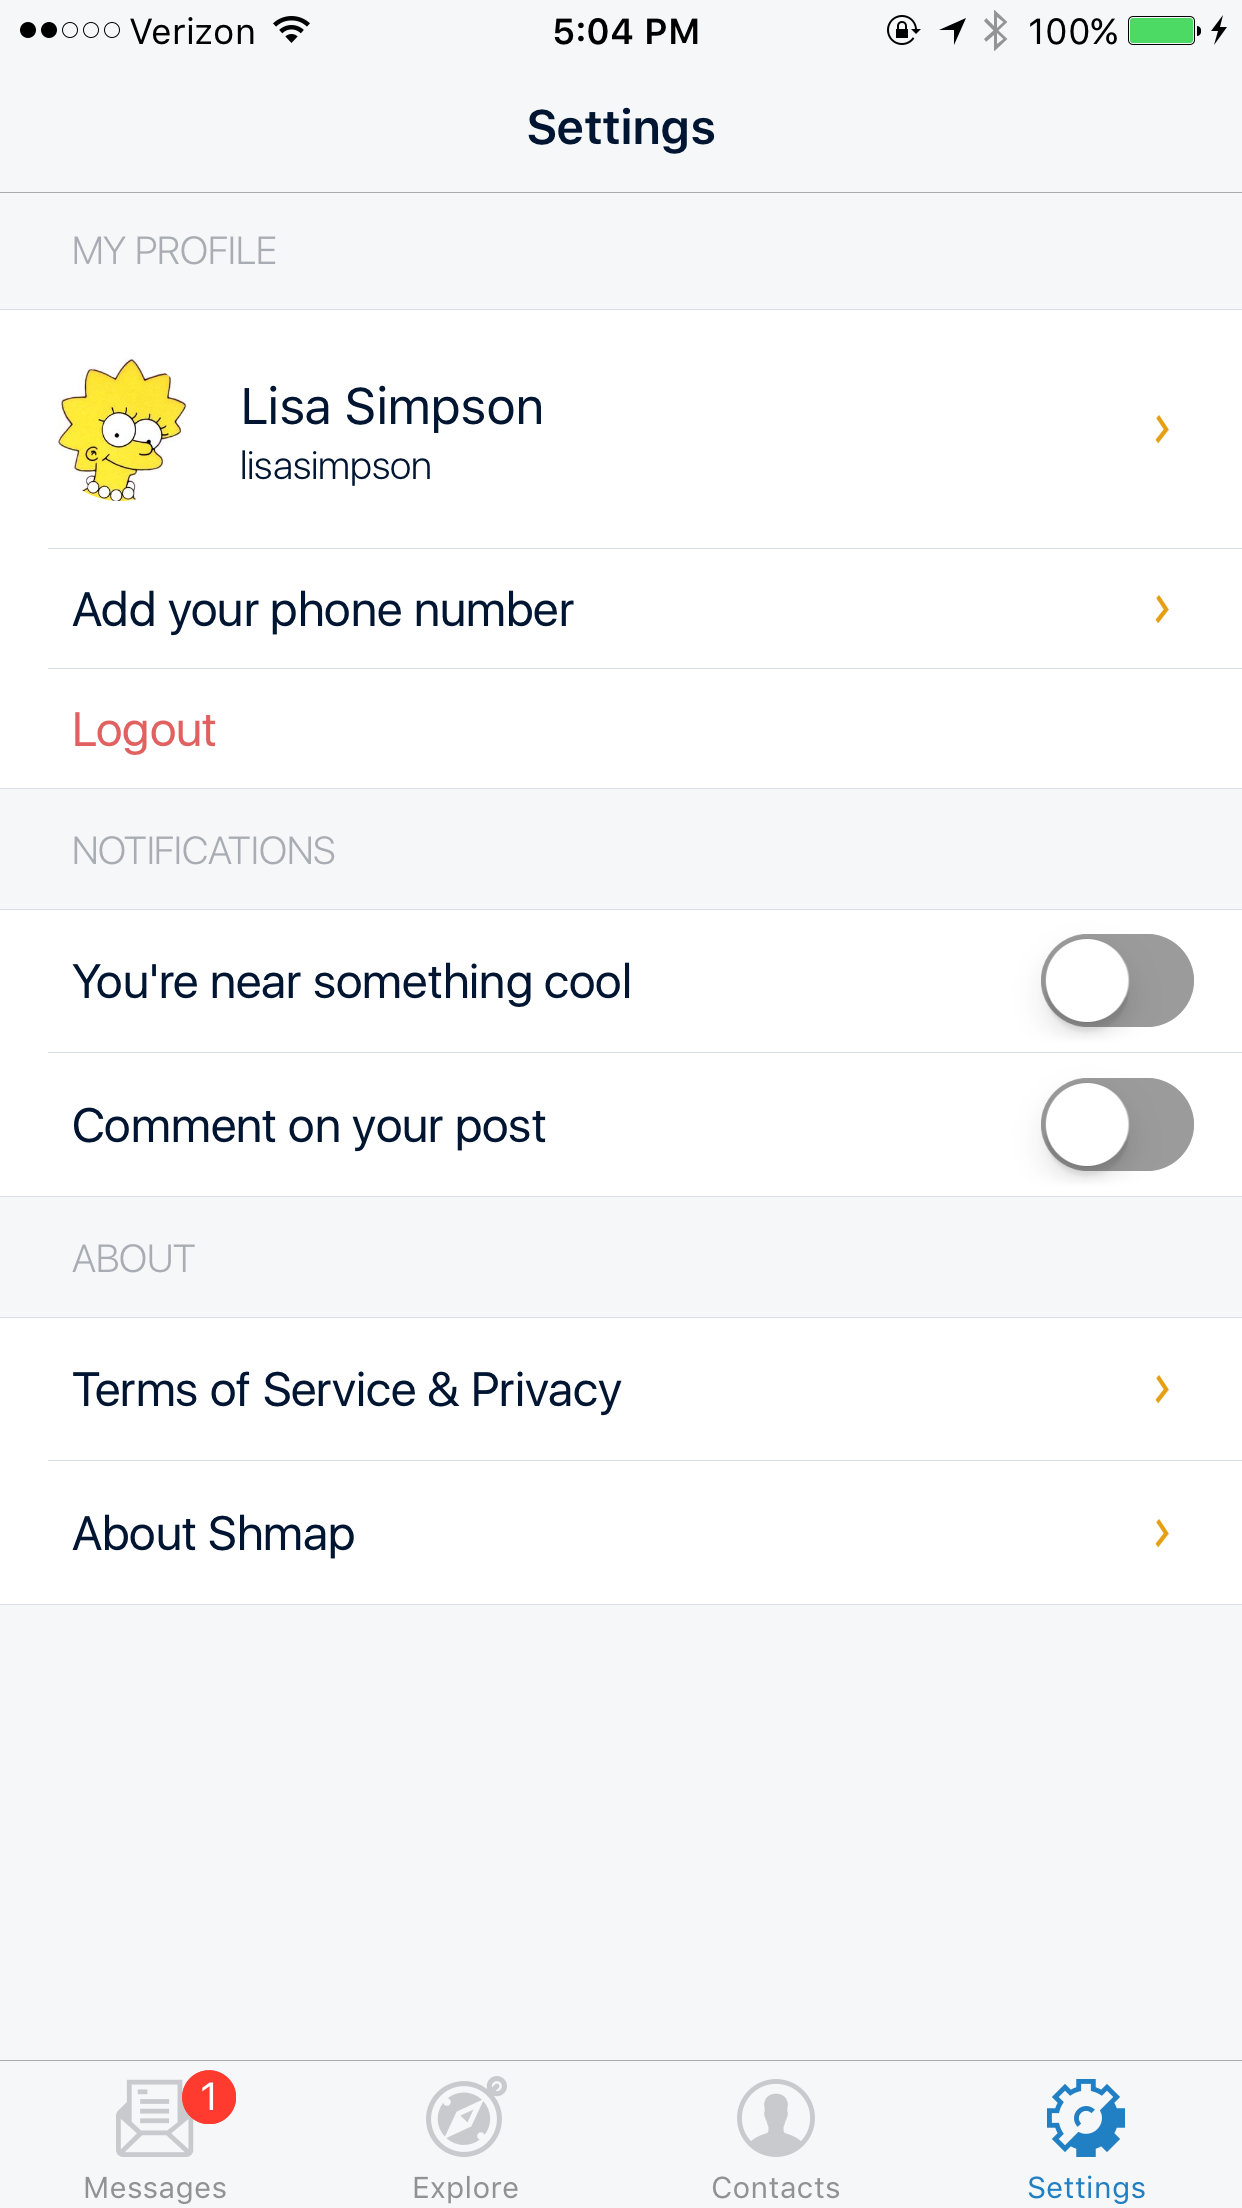 Verizon 5:04 PM 100%
Settings
MY PROFILE
Lisa Simpson
lisasimpson
Add your phone number
Logout
NOTIFICATIONS
You're near something cool
Comment on your post
ABOUT
Terms of Service & Privacy
About Shmap
1
Messages Explore Contacts Settings